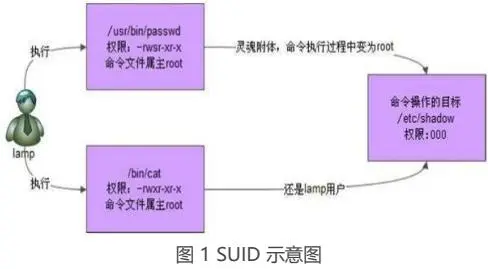 /usr/bin/passwd
权限：-rwsr-xr-x
命令文件属主root
执行
灵魂附体，命令执行过程中变为root
命令操作的目标
/etc/shadow
权限:000
lamp
执行
/bin/cat
权限：-rwxr-xr-x
命令文件属主root
还是lamp用户
图 1 SUID 示意图